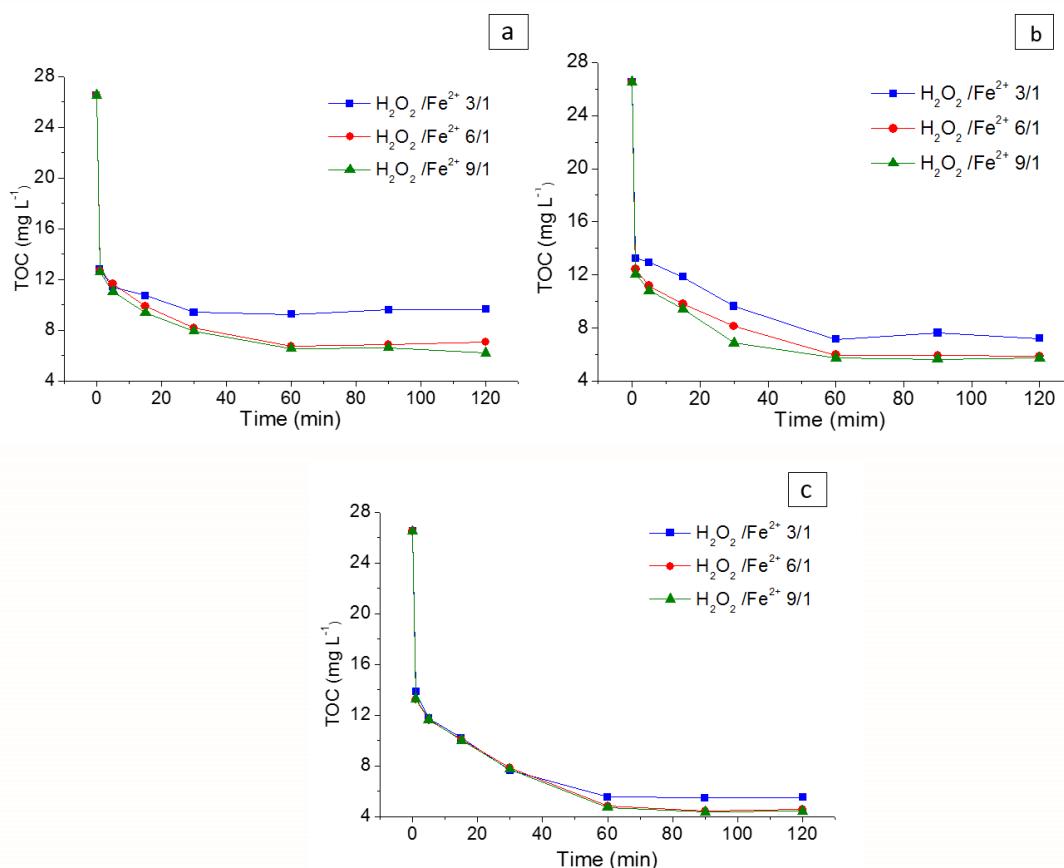 a
28
24
20
16
12
8
4
TOC (mg L⁻¹)
H₂O₂ /Fe²⁺ 3/1
H₂O₂ /Fe²⁺ 6/1
H₂O₂ /Fe²⁺ 9/1
0 20 40 60 80 100 120
Time (min)
b
28
24
20
16
12
8
4
TOC (mg L⁻¹)
H₂O₂ /Fe²⁺ 3/1
H₂O₂ /Fe²⁺ 6/1
H₂O₂ /Fe²⁺ 9/1
0 20 40 60 80 100 120
Time (mim)
c
28
24
20
16
12
8
4
TOC (mg L⁻¹)
H₂O₂ /Fe²⁺ 3/1
H₂O₂ /Fe²⁺ 6/1
H₂O₂ /Fe²⁺ 9/1
0 20 40 60 80 100 120
Time (min)